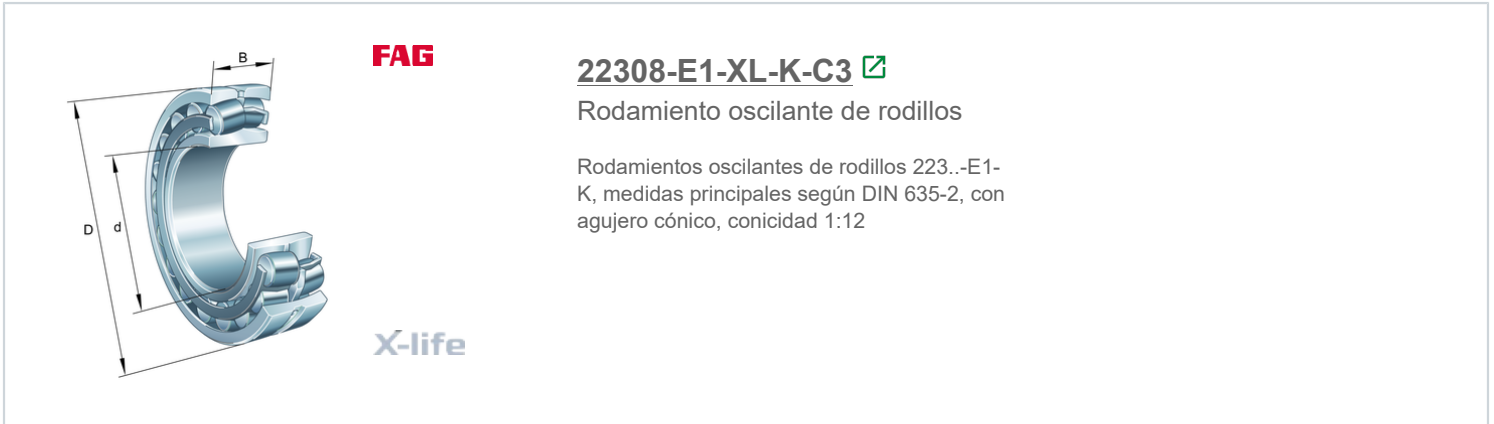 B
FAG
D
d
X-life
22308-E1-XL-K-C3
Rodamiento oscilante de rodillos
Rodamientos oscilantes de rodillos 223..-E1-
K, medidas principales según DIN 635-2, con
agujero cónico, conicidad 1:12